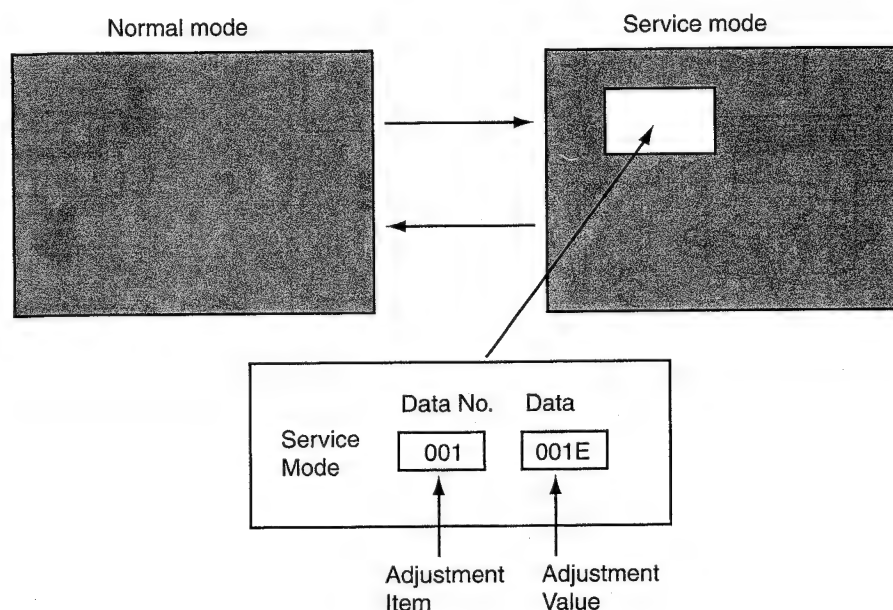 Normal mode
Service mode
Data No. Data
Service
Mode
001 001E
Adjustment
Item
Adjustment
Value